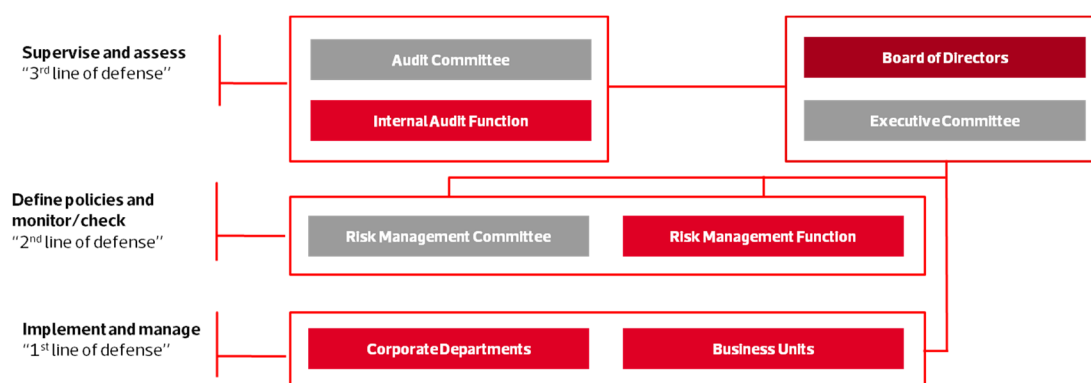 Supervise and assess
“3rd line of defense”
Audit Committee
Internal Audit Function
Board of Directors
Executive Committee
Define policies and
monitor/check
“2nd line of defense”
Risk Management Committee
Risk Management Function
Implement and manage
“1st line of defense”
Corporate Departments
Business Units